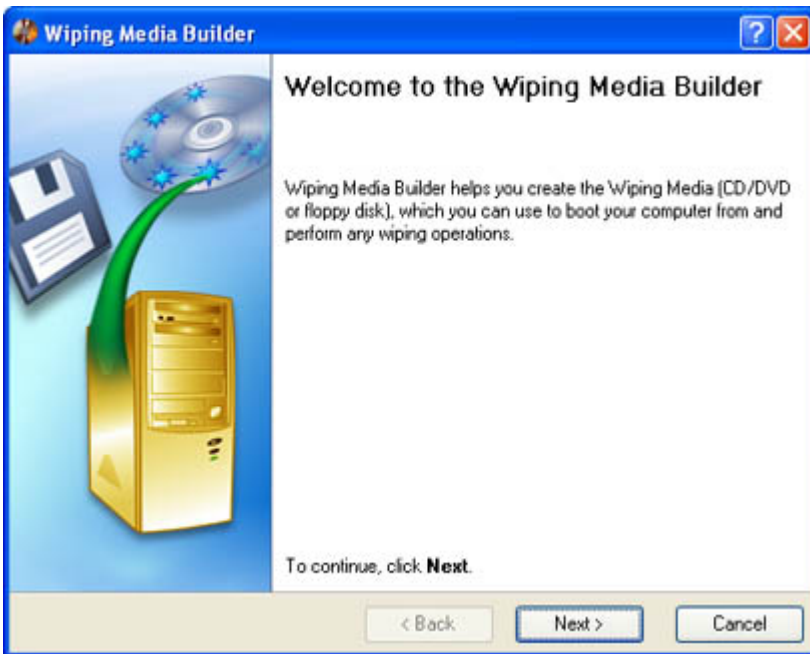 Wiping Media Builder
Welcome to the Wiping Media Builder
Wiping Media Builder helps you create the Wiping Media (CD/DVD
or floppy disk), which you can use to boot your computer from and
perform any wiping operations.
To continue, click Next.
< Back
Next >
Cancel